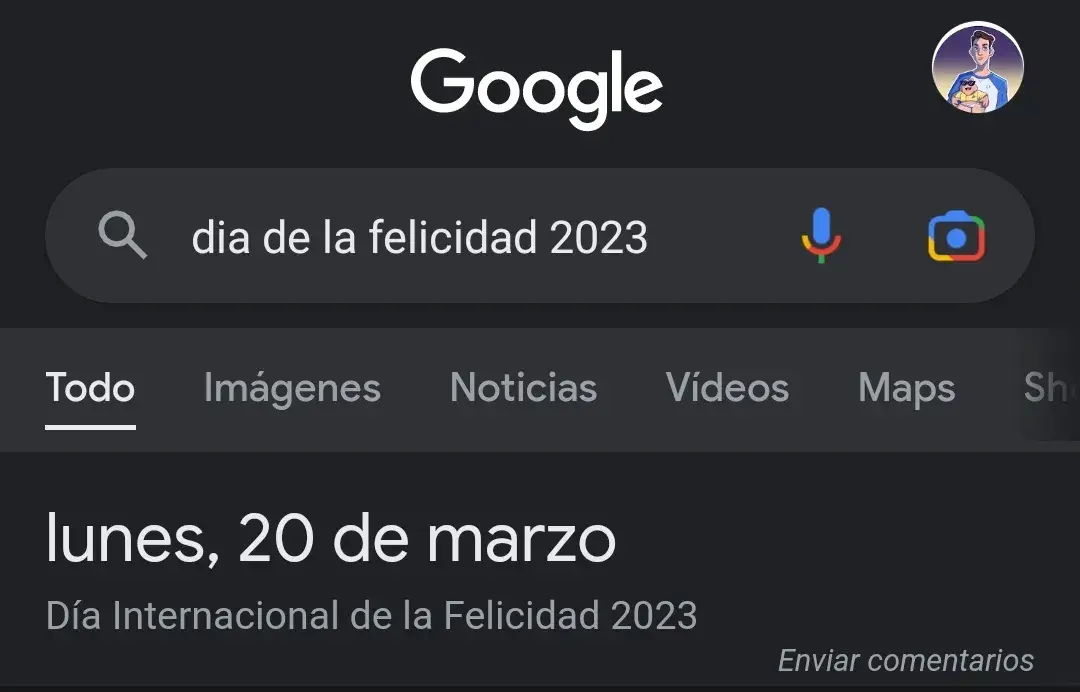 Google
dia de la felicidad 2023
Todo Imágenes Noticias Vídeos Maps
lunes, 20 de marzo
Día Internacional de la Felicidad 2023
Enviar comentarios